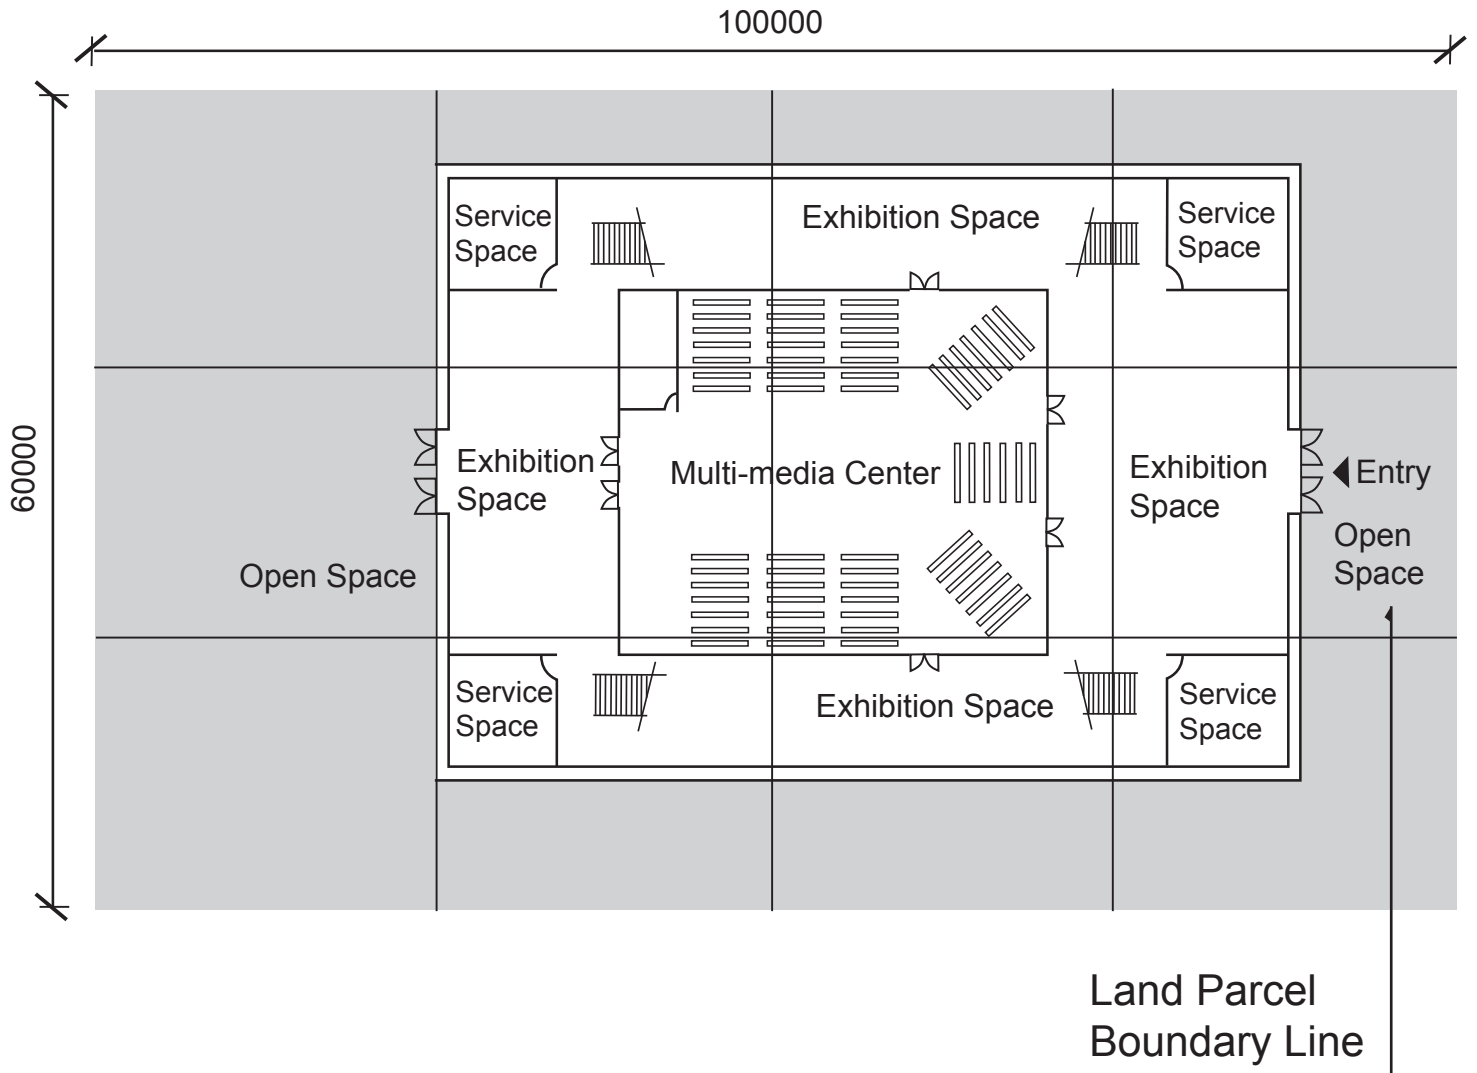 100000
60000
Service
Space
Exhibition Space
Service
Space
Exhibition
Space
Multi-media Center
Exhibition
Space
Entry
Open
Space
Open Space
Service
Space
Exhibition Space
Service
Space
Land Parcel
Boundary Line